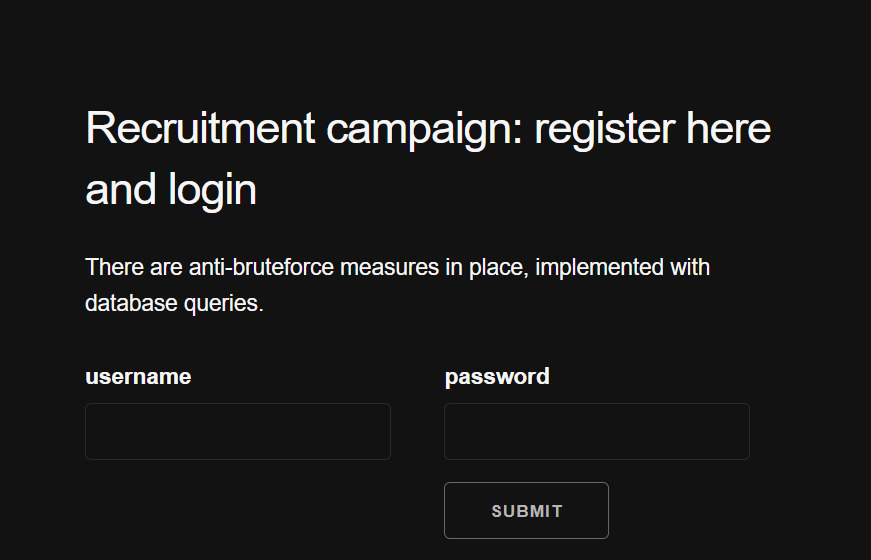 Recruitment campaign: register here
and login
There are anti-bruteforce measures in place, implemented with
database queries.
username
password
SUBMIT